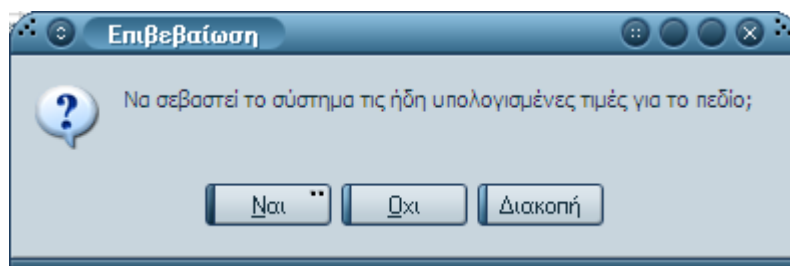 Επιβεβαίωση
Να σεβαστεί το σύστημα τις ήδη υπολογισμένες τιμές για το πεδίο;
Ναι
Οχι
Διακοπή